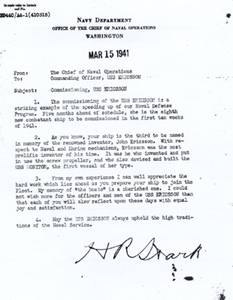 NAVY DEPARTMENT
OFFICE OF THE CHIEF OF NAVAL OPERATIONS
WASHINGTON
MAR 15 1941
From: The Chief of Naval Operations
To: Commanding Officer, USS ERICSSON
Subject: Commissioning, USS ERICSSON
1. The commissioning of the USS ERICSSON is a
striking example of the speeding up of our Naval Defense
Program. Five months ahead of schedule, she is the eighth
new combatant ship to be commissioned in the first ten weeks
of 1941.
2. As you know, your ship is the third to be named
in memory of the renowned inventor, John Ericsson. With re-
spect to Naval and Marine mechanisms, Ericsson was the most
prolific inventor of his time. It was he who invented and put
to use the screw propellor, and who also devised and built the
USS MONITOR, the first vessel of her type.
3. From my own experience I can well appreciate the
hard work which lies ahead as you prepare your ship to join the
Fleet. My memory of "the boats" is a cherished one. I could
not wish more for the officers and men of the USS ERICSSON than
that each of you will also reflect upon these days with equal
joy and satisfaction.
4. May the USS ERICSSON always uphold the high tradi-
tions of the Naval Service.
H R Stark